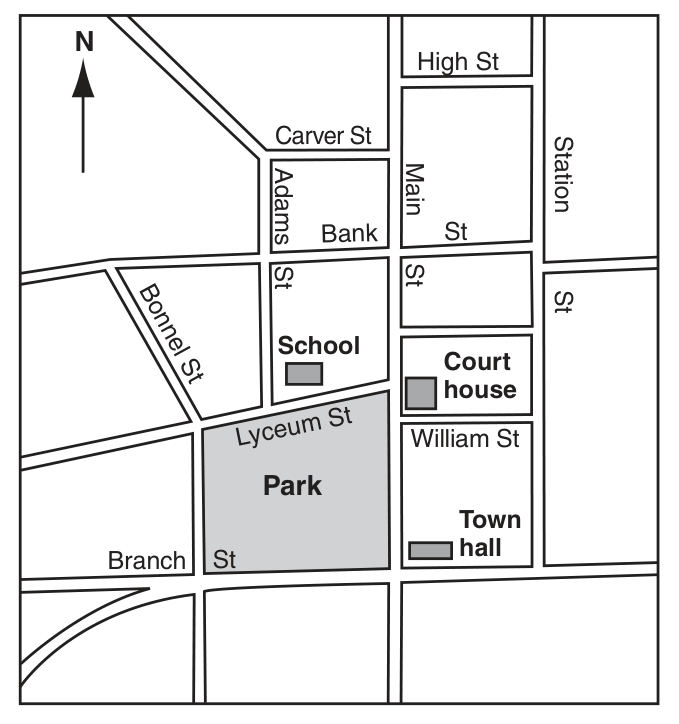 N
High St
Carver St
Adams
St
Main
St
Station
St
Bank
St
Bonnel St
School
Court
house
Lyceum St
William St
Park
Town
hall
Branch
St